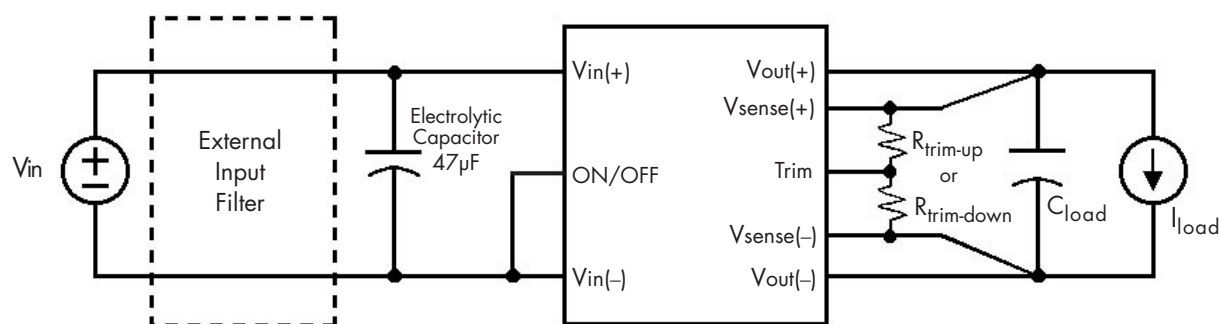 Vin
External
Input
Filter
Electrolytic
Capacitor
47µF
Vin(+)
ON/OFF
Vin(–)
Vout(+)
Vsense(+)
Trim
Vsense(–)
Vout(–)
Rtrim-up
or
Rtrim-down
Cload
Iload